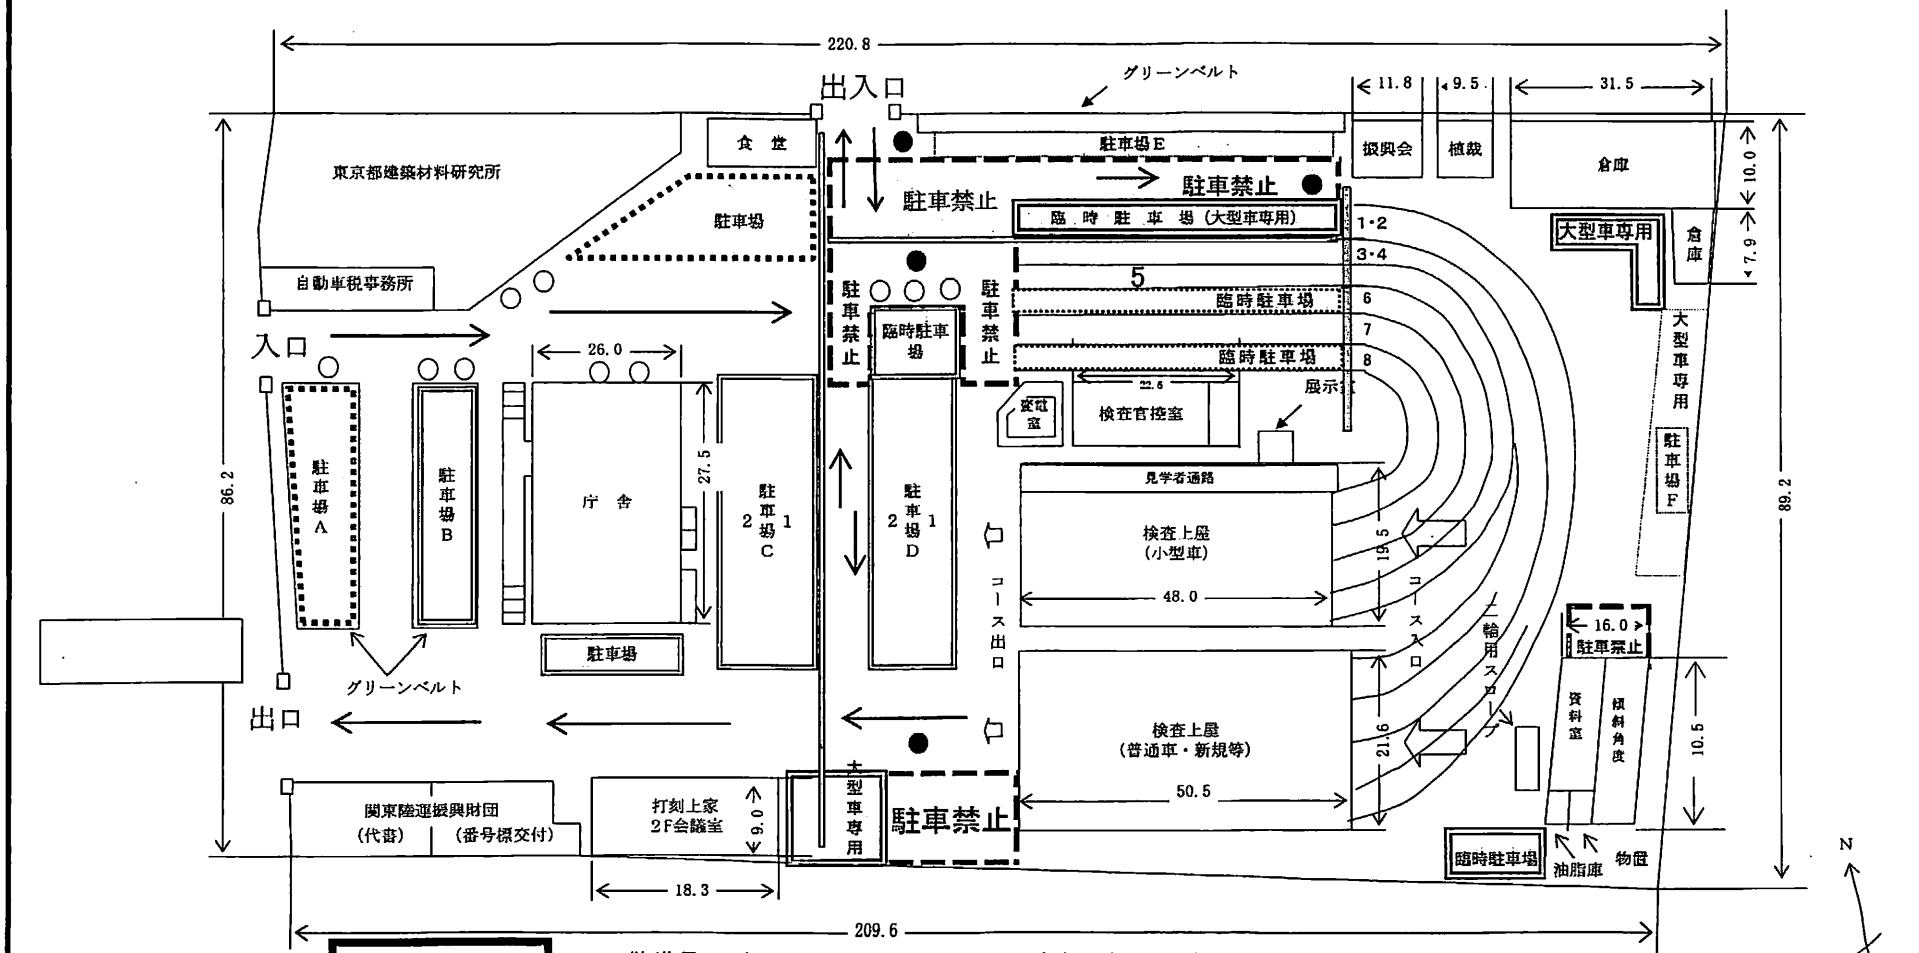 220.8
グリーンベルト
出入口
11.8
9.5
31.5
食 堂
駐車場E
振興会
植裁
倉庫
10.0
東京都建築材料研究所
駐車場
駐車禁止
駐車禁止
臨 時 駐 車 場 (大型車専用)
1・2
大型車専用
倉庫
7.9
3・4
5
自動車税事務所
駐車禁止
駐車禁止
臨時駐車場
6
臨時駐車場
7
入口
26.0
臨時駐車場
8
大型車専用
22.6
展示
変電室
検査官控室
86.2
27.5
駐車場A
駐車場B
庁 舎
2 1
駐車場C
2 1
駐車場D
見学者通路
検査上屋
(小型車)
19.5
48.0
駐車場F
89.2
コース出口
コース入口
二輪用スロープ
16.0
駐車禁止
駐車場
グリーンベルト
出口
検査上屋
(普通車・新規等)
21.6
50.5
資料室
傾斜角度
10.5
関東陸運振興財団
(代書)
(番号標交付)
打刻上家
2F会議室
9.0
大型車専用
駐車禁止
臨時駐車場
油脂庫
物置
18.3
N
209.6